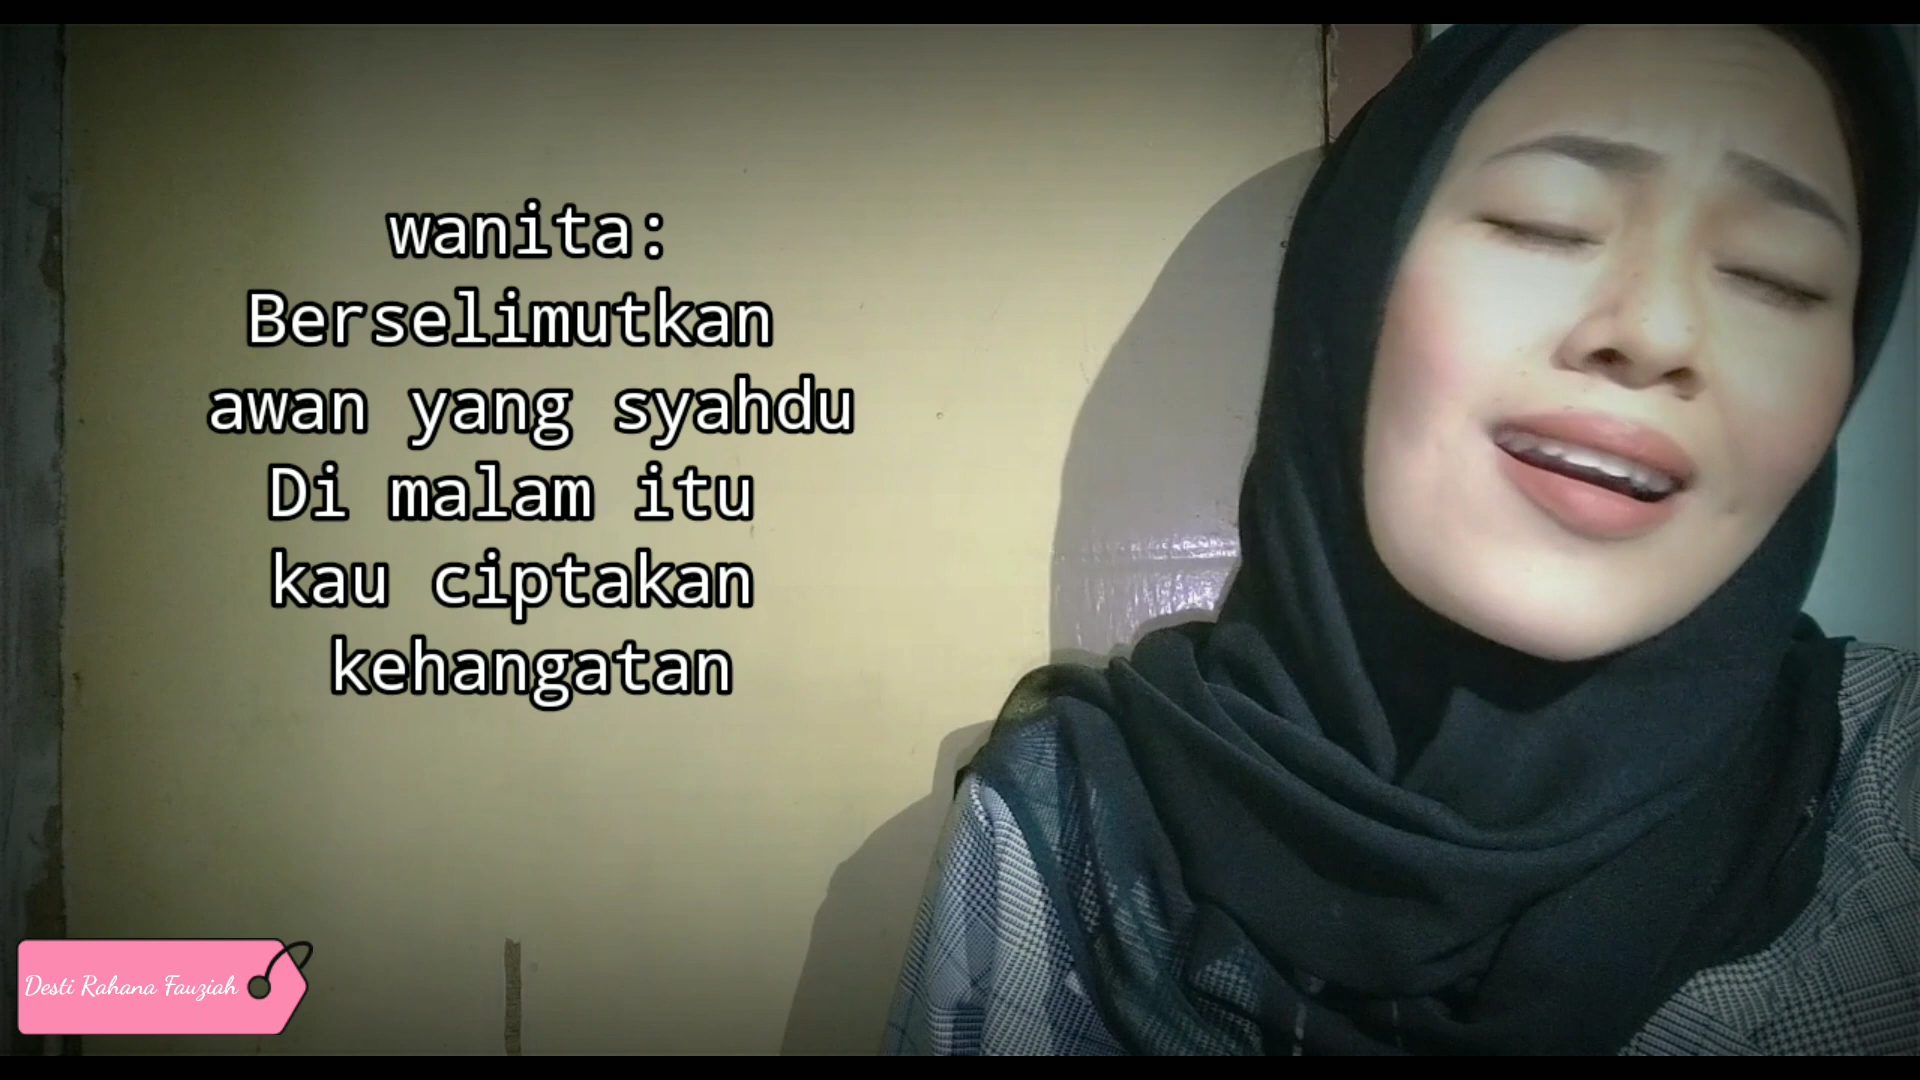 wanita:
Berselimutkan
awan yang syahdu
Di malam itu
kau ciptakan
kehangatan
Desti Rahana Fauziah